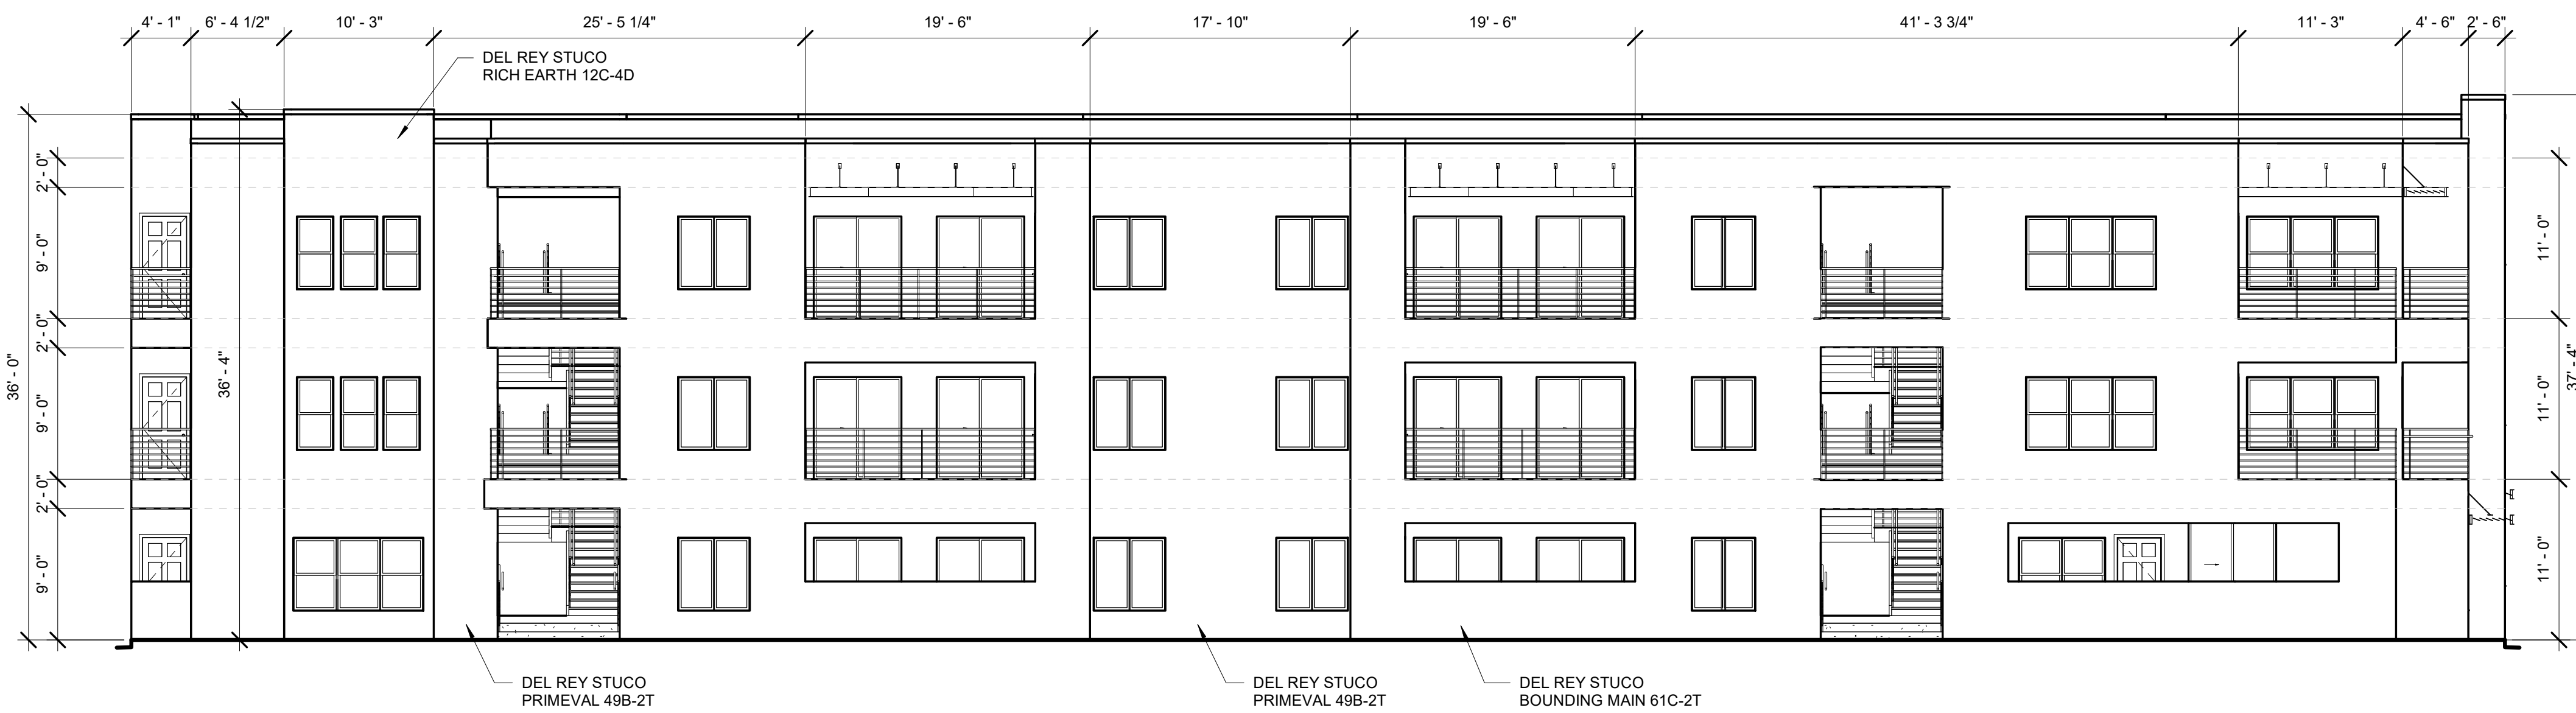 4' - 1"
6' - 4 1/2"
10' - 3"
25' - 5 1/4"
19' - 6"
17' - 10"
19' - 6"
41' - 3 3/4"
11' - 3"
4' - 6"
2' - 6"
DEL REY STUCO
RICH EARTH 12C-4D
36' - 0"
2' - 0"
9' - 0"
2' - 0"
9' - 0"
2' - 0"
9' - 0"
36' - 4"
11' - 0"
11' - 0"
11' - 0"
37' - 4"
DEL REY STUCO
PRIMEVAL 49B-2T
DEL REY STUCO
PRIMEVAL 49B-2T
DEL REY STUCO
BOUNDING MAIN 61C-2T